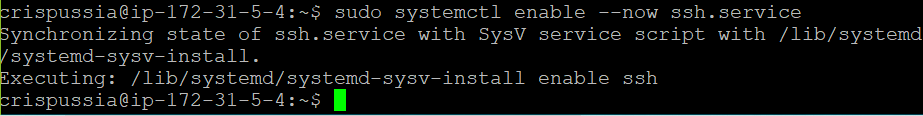 crispussia@ip-172-31-5-4:~$ sudo systemctl enable --now ssh.service
Synchronizing state of ssh.service with SysV service script with /lib/systemd
/systemd-sysv-install.
Executing: /lib/systemd/systemd-sysv-install enable ssh
crispussia@ip-172-31-5-4:~$